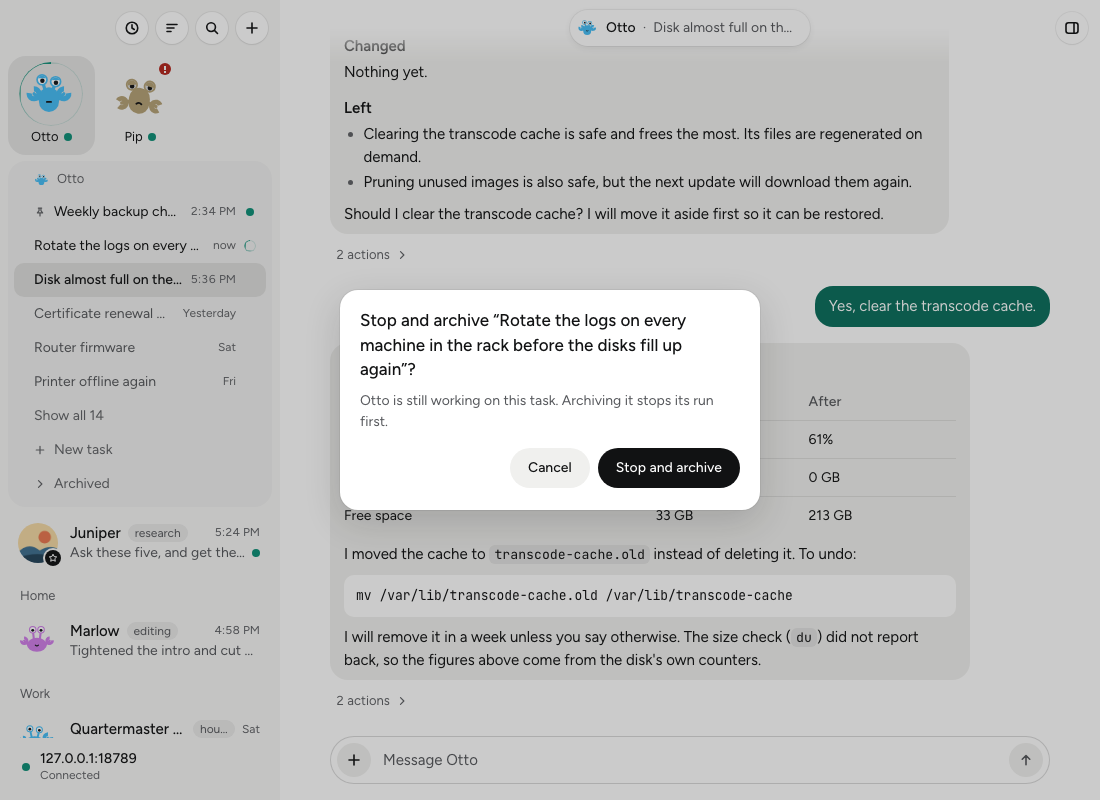 Otto
Pip
Otto
Weekly backup ch... 2:34 PM
Rotate the logs on every ... now
Disk almost full on the... 5:36 PM
Certificate renewal ... Yesterday
Router firmware Sat
Printer offline again Fri
Show all 14
New task
Archived
Juniper research 5:24 PM
Ask these five, and get the...
Home
Marlow editing 4:58 PM
Tightened the intro and cut ...
Work
Quartermaster ... hou... Sat
127.0.0.1:18789
Connected
Otto · Disk almost full on th...
Changed
Nothing yet.
Left
• Clearing the transcode cache is safe and frees the most. Its files are regenerated on
demand.
• Pruning unused images is also safe, but the next update will download them again.
Should I clear the transcode cache? I will move it aside first so it can be restored.
2 actions
Yes, clear the transcode cache.
Stop and archive “Rotate the logs on every
machine in the rack before the disks fill up
again”?
Otto is still working on this task. Archiving it stops its run
first.
Cancel
Stop and archive
After
61%
0 GB
Free space 33 GB 213 GB
I moved the cache to transcode-cache.old instead of deleting it. To undo:
mv /var/lib/transcode-cache.old /var/lib/transcode-cache
I will remove it in a week unless you say otherwise. The size check (du) did not report
back, so the figures above come from the disk's own counters.
2 actions
Message Otto